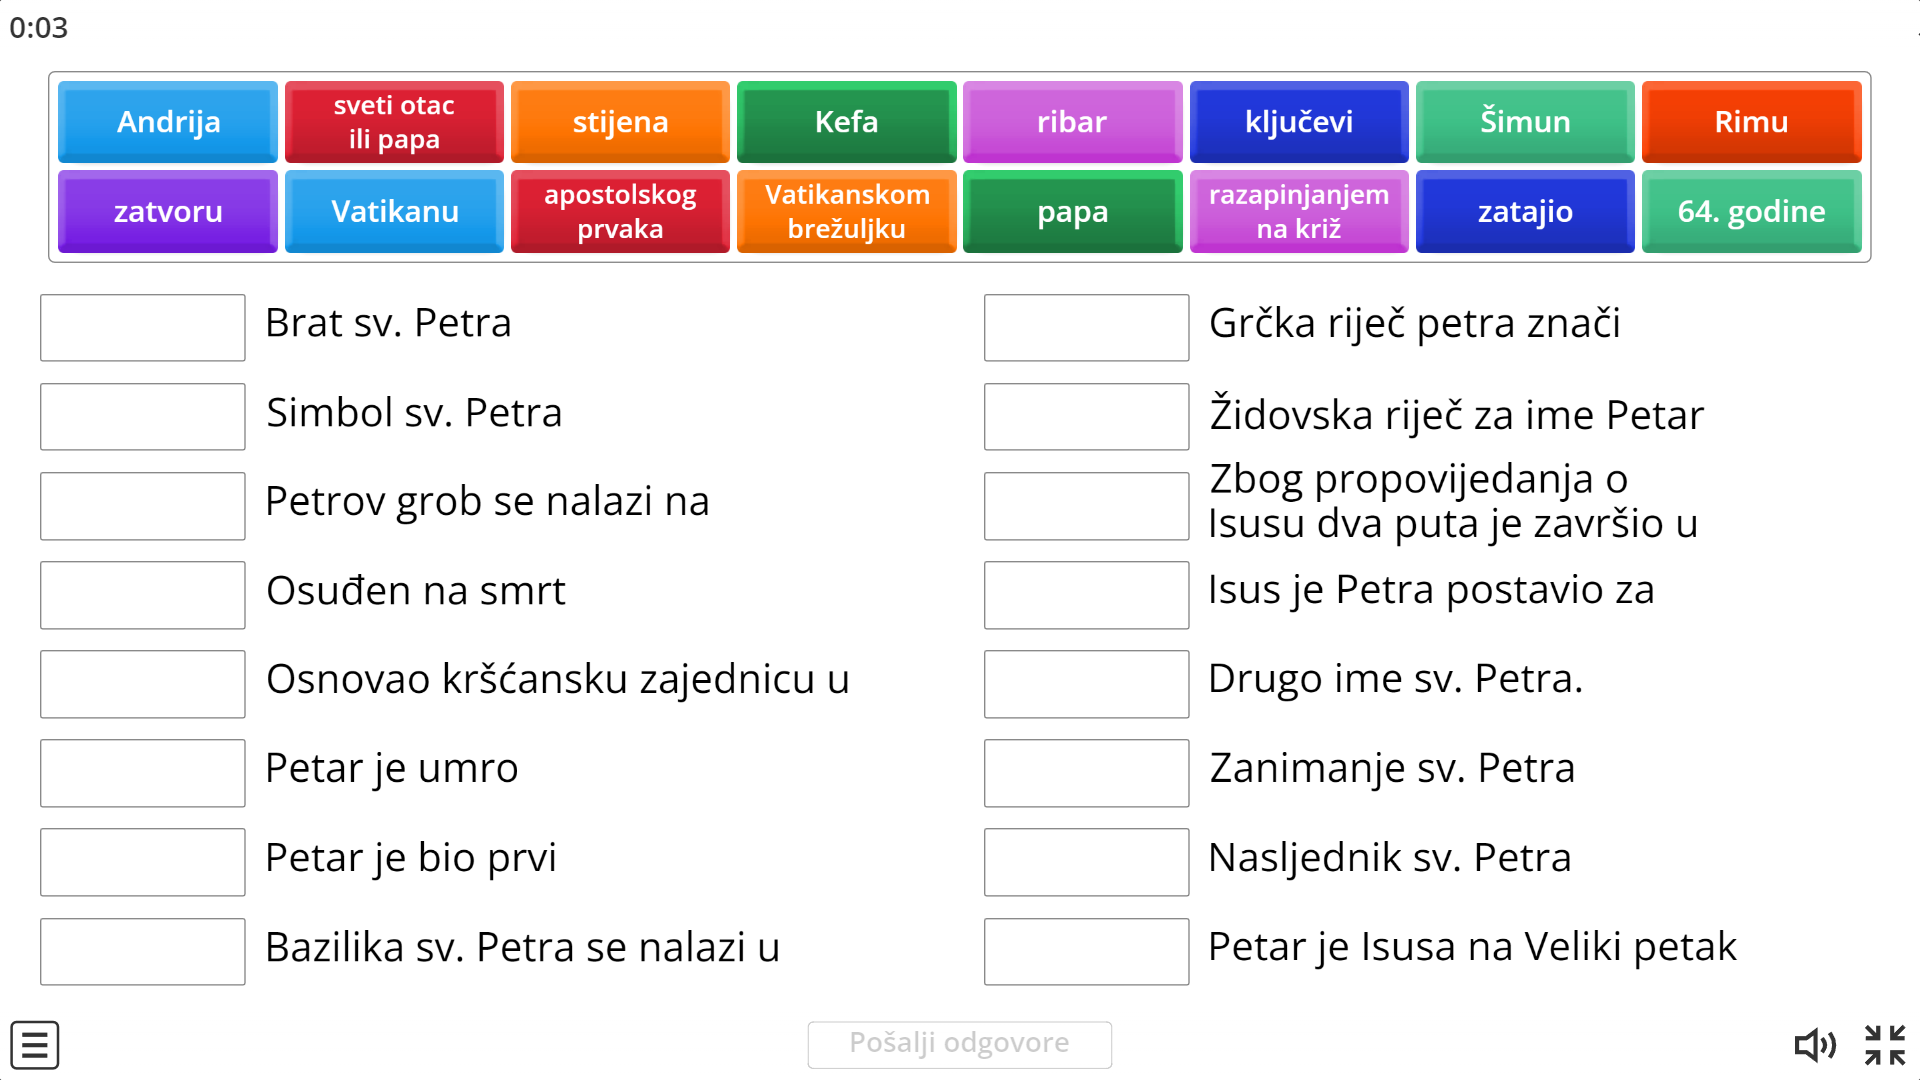 0:03
Andrija
sveti otac
ili papa
stijena
Kefa
ribar
ključevi
Šimun
Rimu
zatvoru
Vatikanu
apostolskog
prvaka
Vatikanskom
brežuljku
papa
razapinjanjem
na križ
zatajio
64. godine
Brat sv. Petra
Simbol sv. Petra
Petrov grob se nalazi na
Osuđen na smrt
Osnovao kršćansku zajednicu u
Petar je umro
Petar je bio prvi
Bazilika sv. Petra se nalazi u
Grčka riječ petra znači
Židovska riječ za ime Petar
Zbog propovijedanja o
Isusu dva puta je završio u
Isus je Petra postavio za
Drugo ime sv. Petra.
Zanimanje sv. Petra
Nasljednik sv. Petra
Petar je Isusa na Veliki petak
Pošalji odgovore